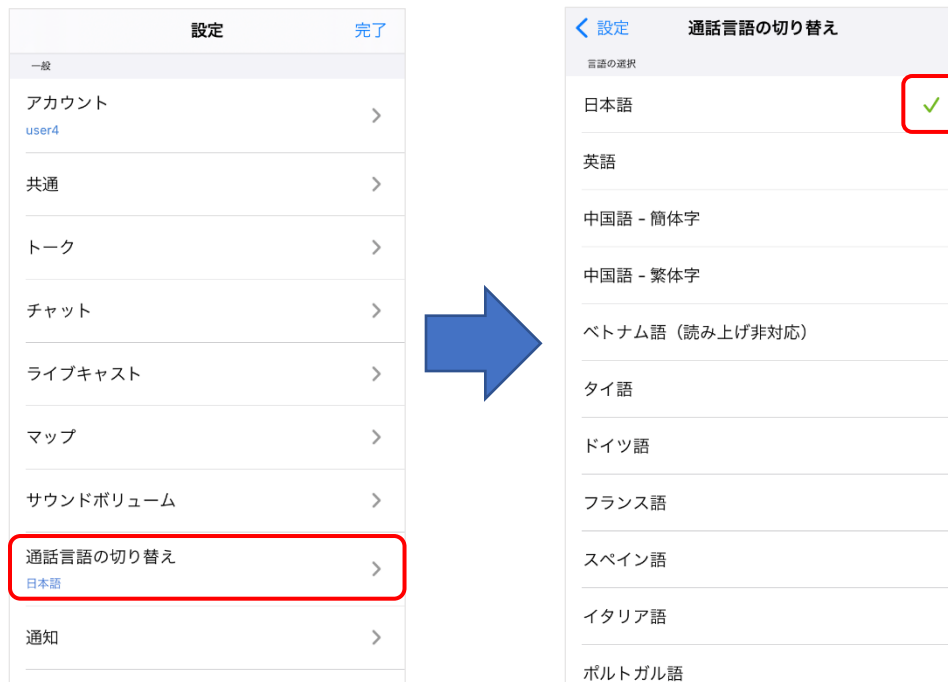 設定
完了
一般
アカウント
user4
共通
トーク
チャット
ライブキャスト
マップ
サウンドボリューム
通話言語の切り替え
日本語
通知
設定
通話言語の切り替え
言語の選択
日本語
英語
中国語 - 簡体字
中国語 - 繁体字
ベトナム語（読み上げ非対応）
タイ語
ドイツ語
フランス語
スペイン語
イタリア語
ポルトガル語